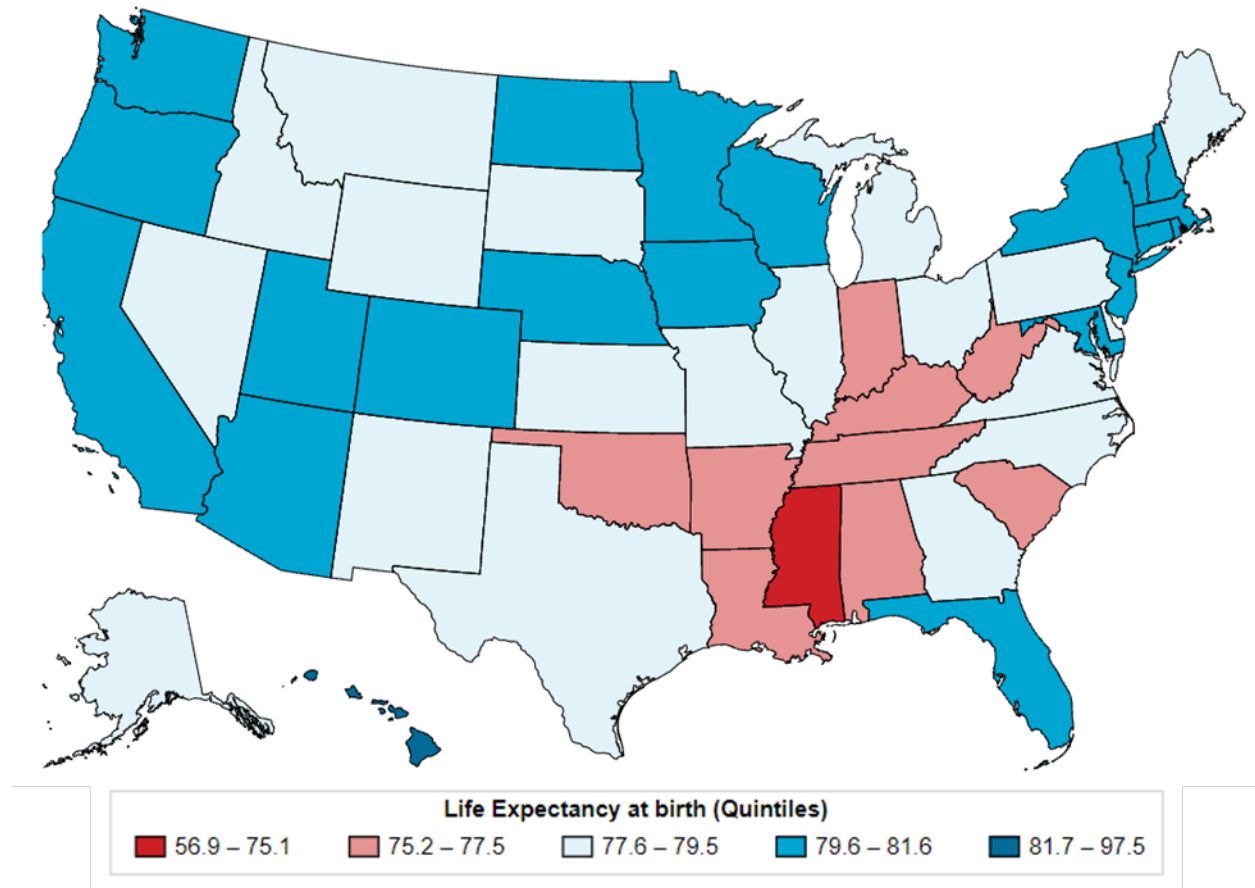 Life Expectancy at birth (Quintiles)
56.9 – 75.1 75.2 – 77.5 77.6 – 79.5 79.6 – 81.6 81.7 – 97.5